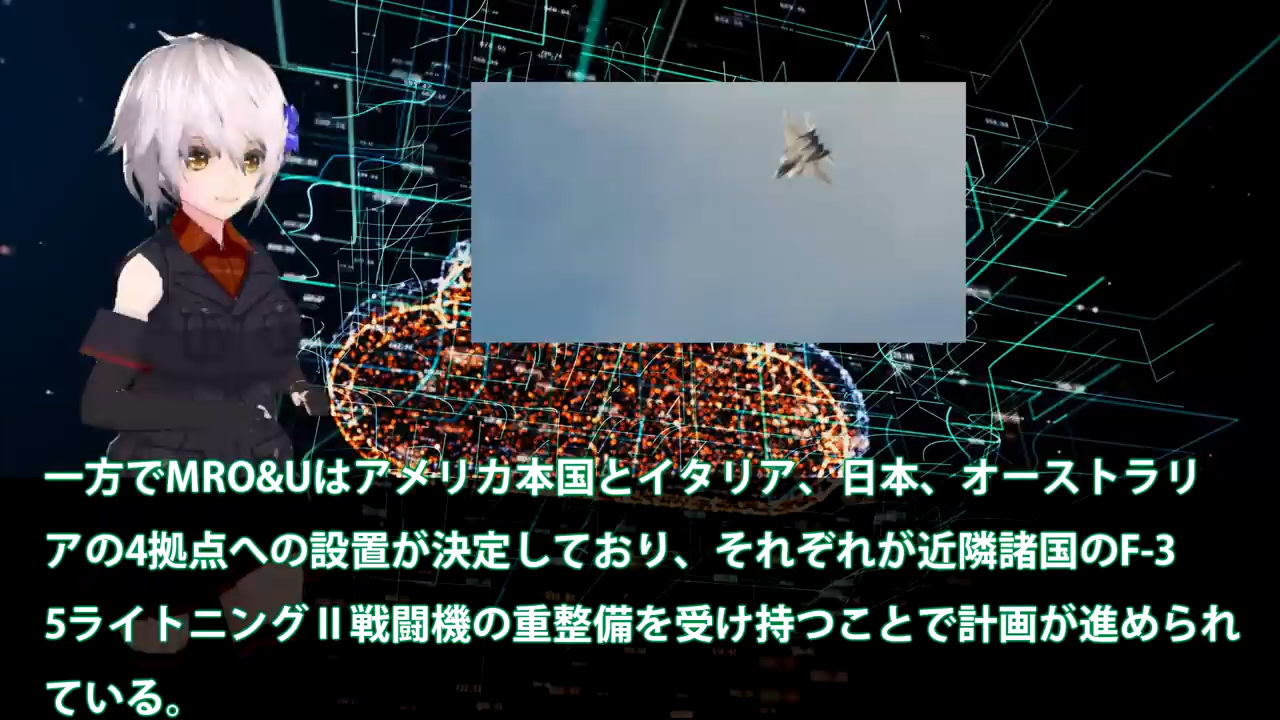 一方でMRO&Uはアメリカ本国とイタリア、日本、オーストラリ
アの4拠点への設置が決定しており、それぞれが近隣諸国のF-3
5ライトニングⅡ戦闘機の重整備を受け持つことで計画が進められ
ている。